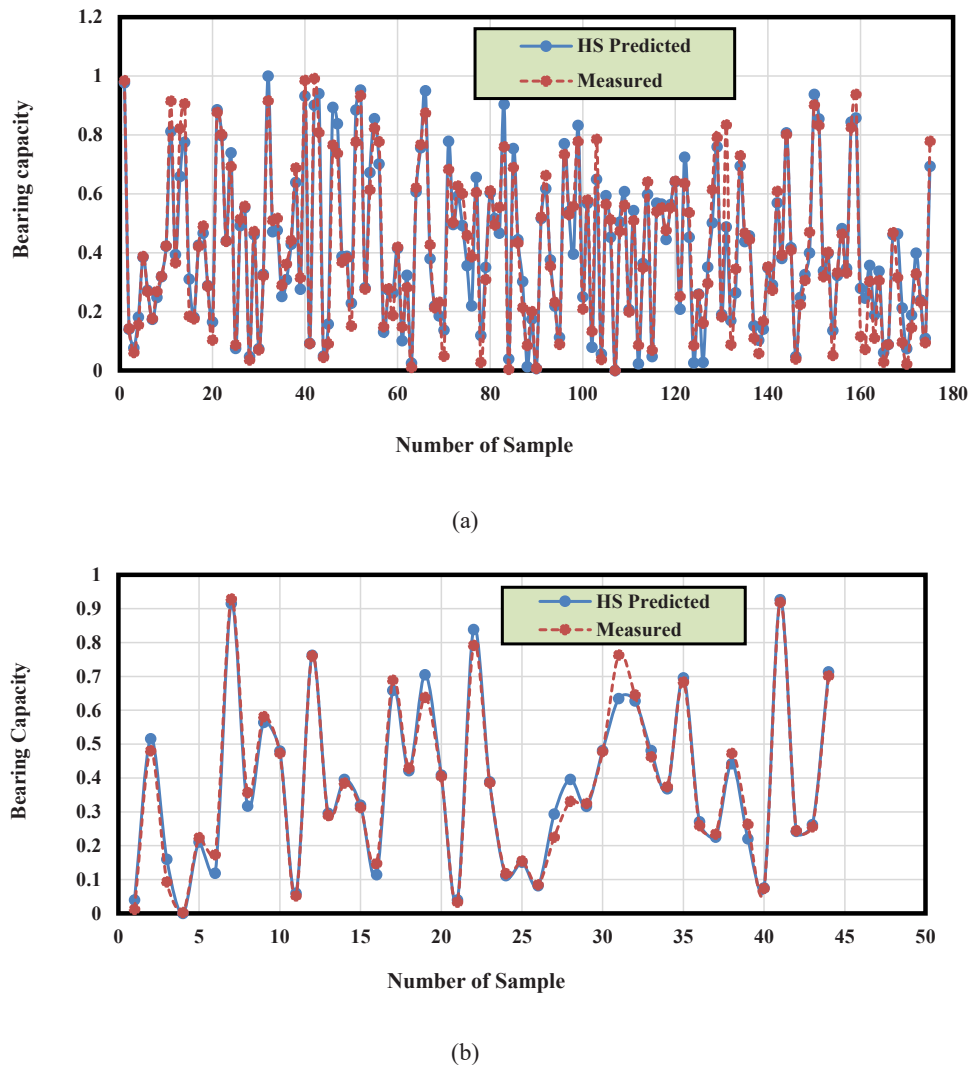 1.2
1
0.8
0.6
0.4
0.2
0
Bearing capacity
HS Predicted
Measured
0 20 40 60 80 100 120 140 160 180
Number of Sample
(a)
1
0.9
0.8
0.7
0.6
0.5
0.4
0.3
0.2
0.1
0
Bearing Capacity
HS Predicted
Measured
0 5 10 15 20 25 30 35 40 45 50
Number of Sample
(b)